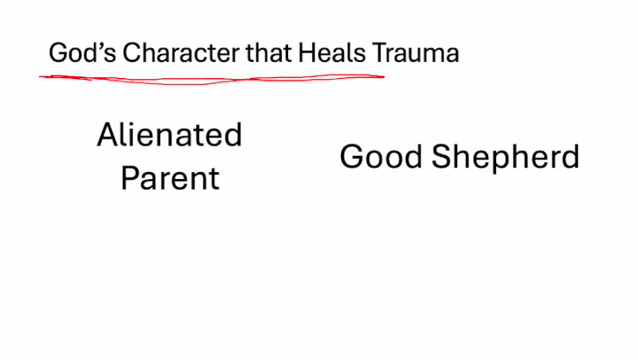 God's Character that Heals Trauma
Alienated
Parent
Good Shepherd